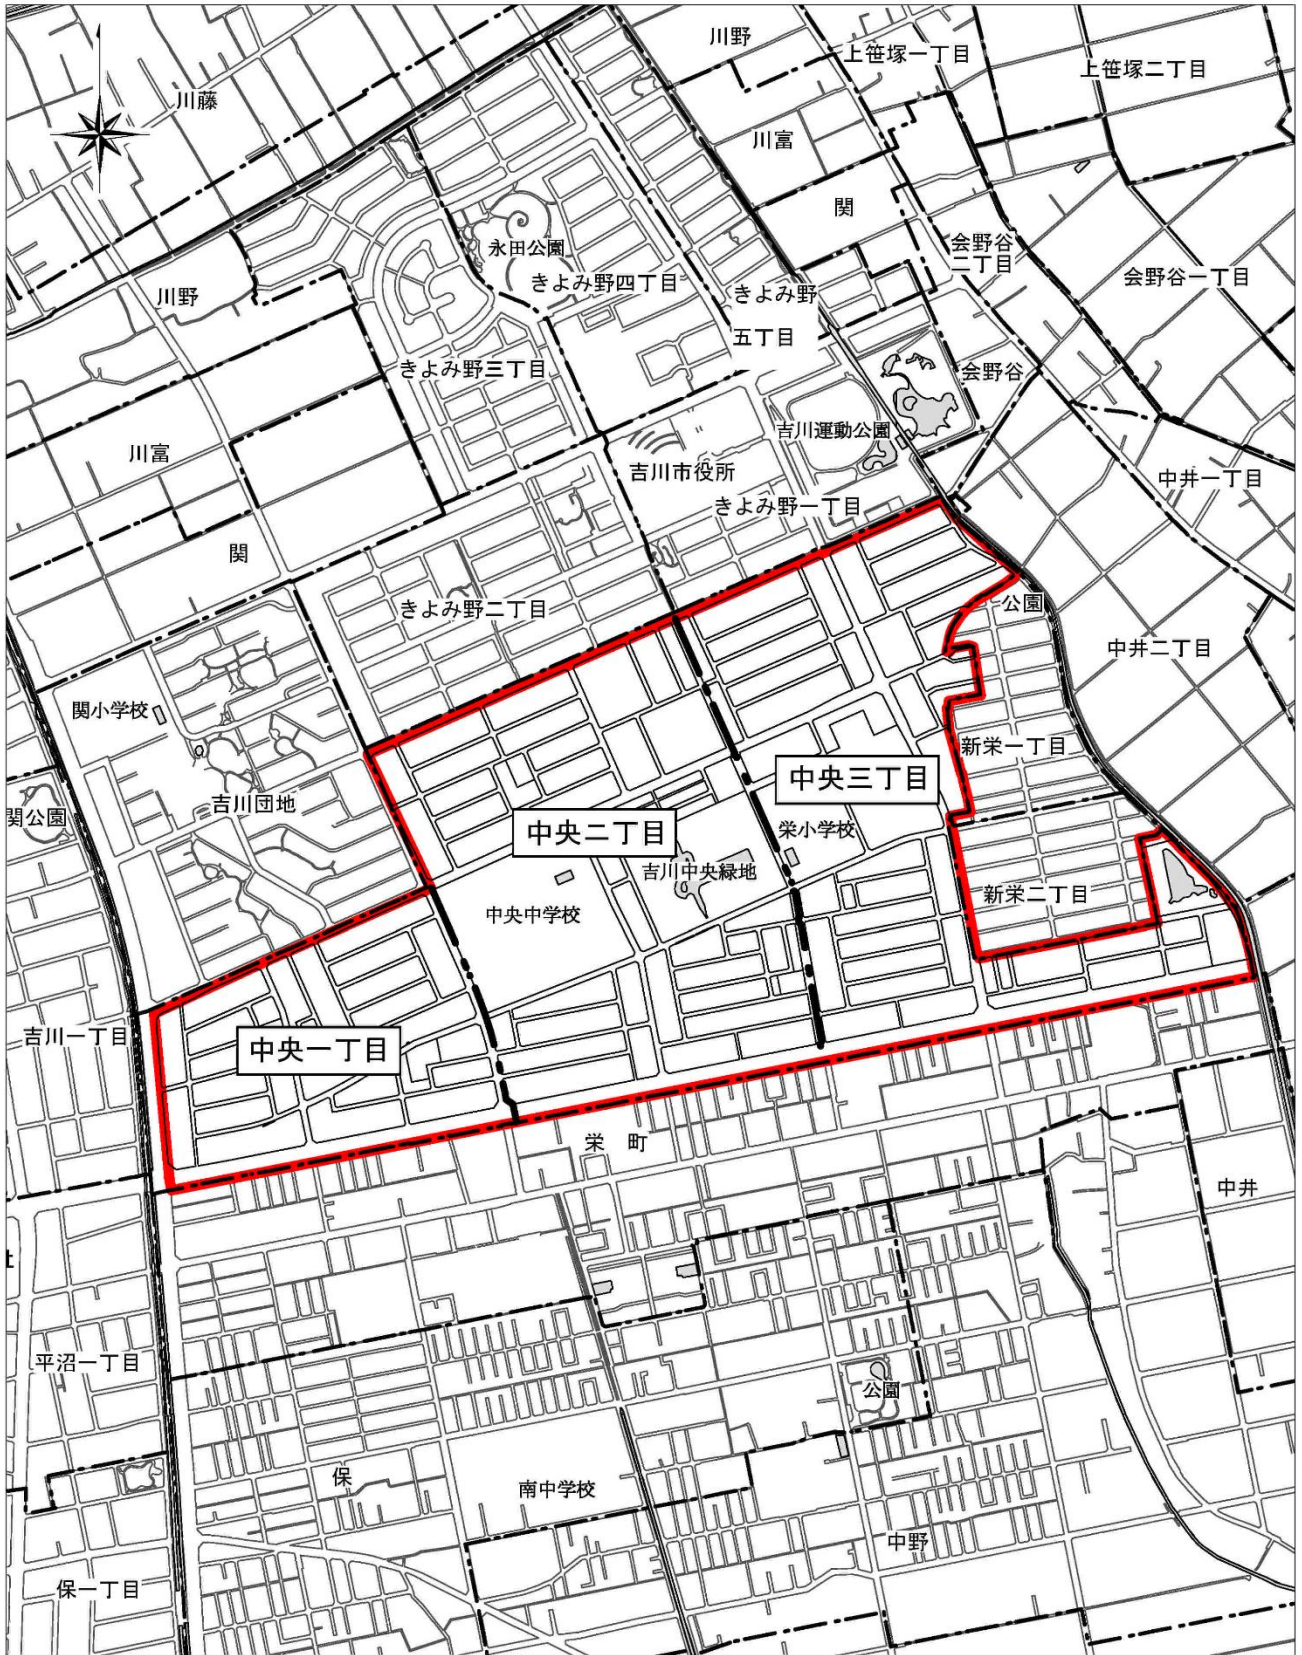 川野
上笹塚一丁目
上笹塚二丁目
川藤
川富
関
永田公園
会野谷
二丁目
きよみ野四丁目
会野谷一丁目
川野
きよみ野
五丁目
きよみ野三丁目
会野谷
吉川運動公園
川富
吉川市役所
中井一丁目
きよみ野一丁目
関
きよみ野二丁目
公園
中井二丁目
関小学校
新栄一丁目
中央三丁目
吉川団地
関公園
中央二丁目
栄小学校
吉川中央緑地
新栄二丁目
中央中学校
吉川一丁目
中央一丁目
栄 町
中井
平沼一丁目
公園
保
南中学校
中野
保一丁目